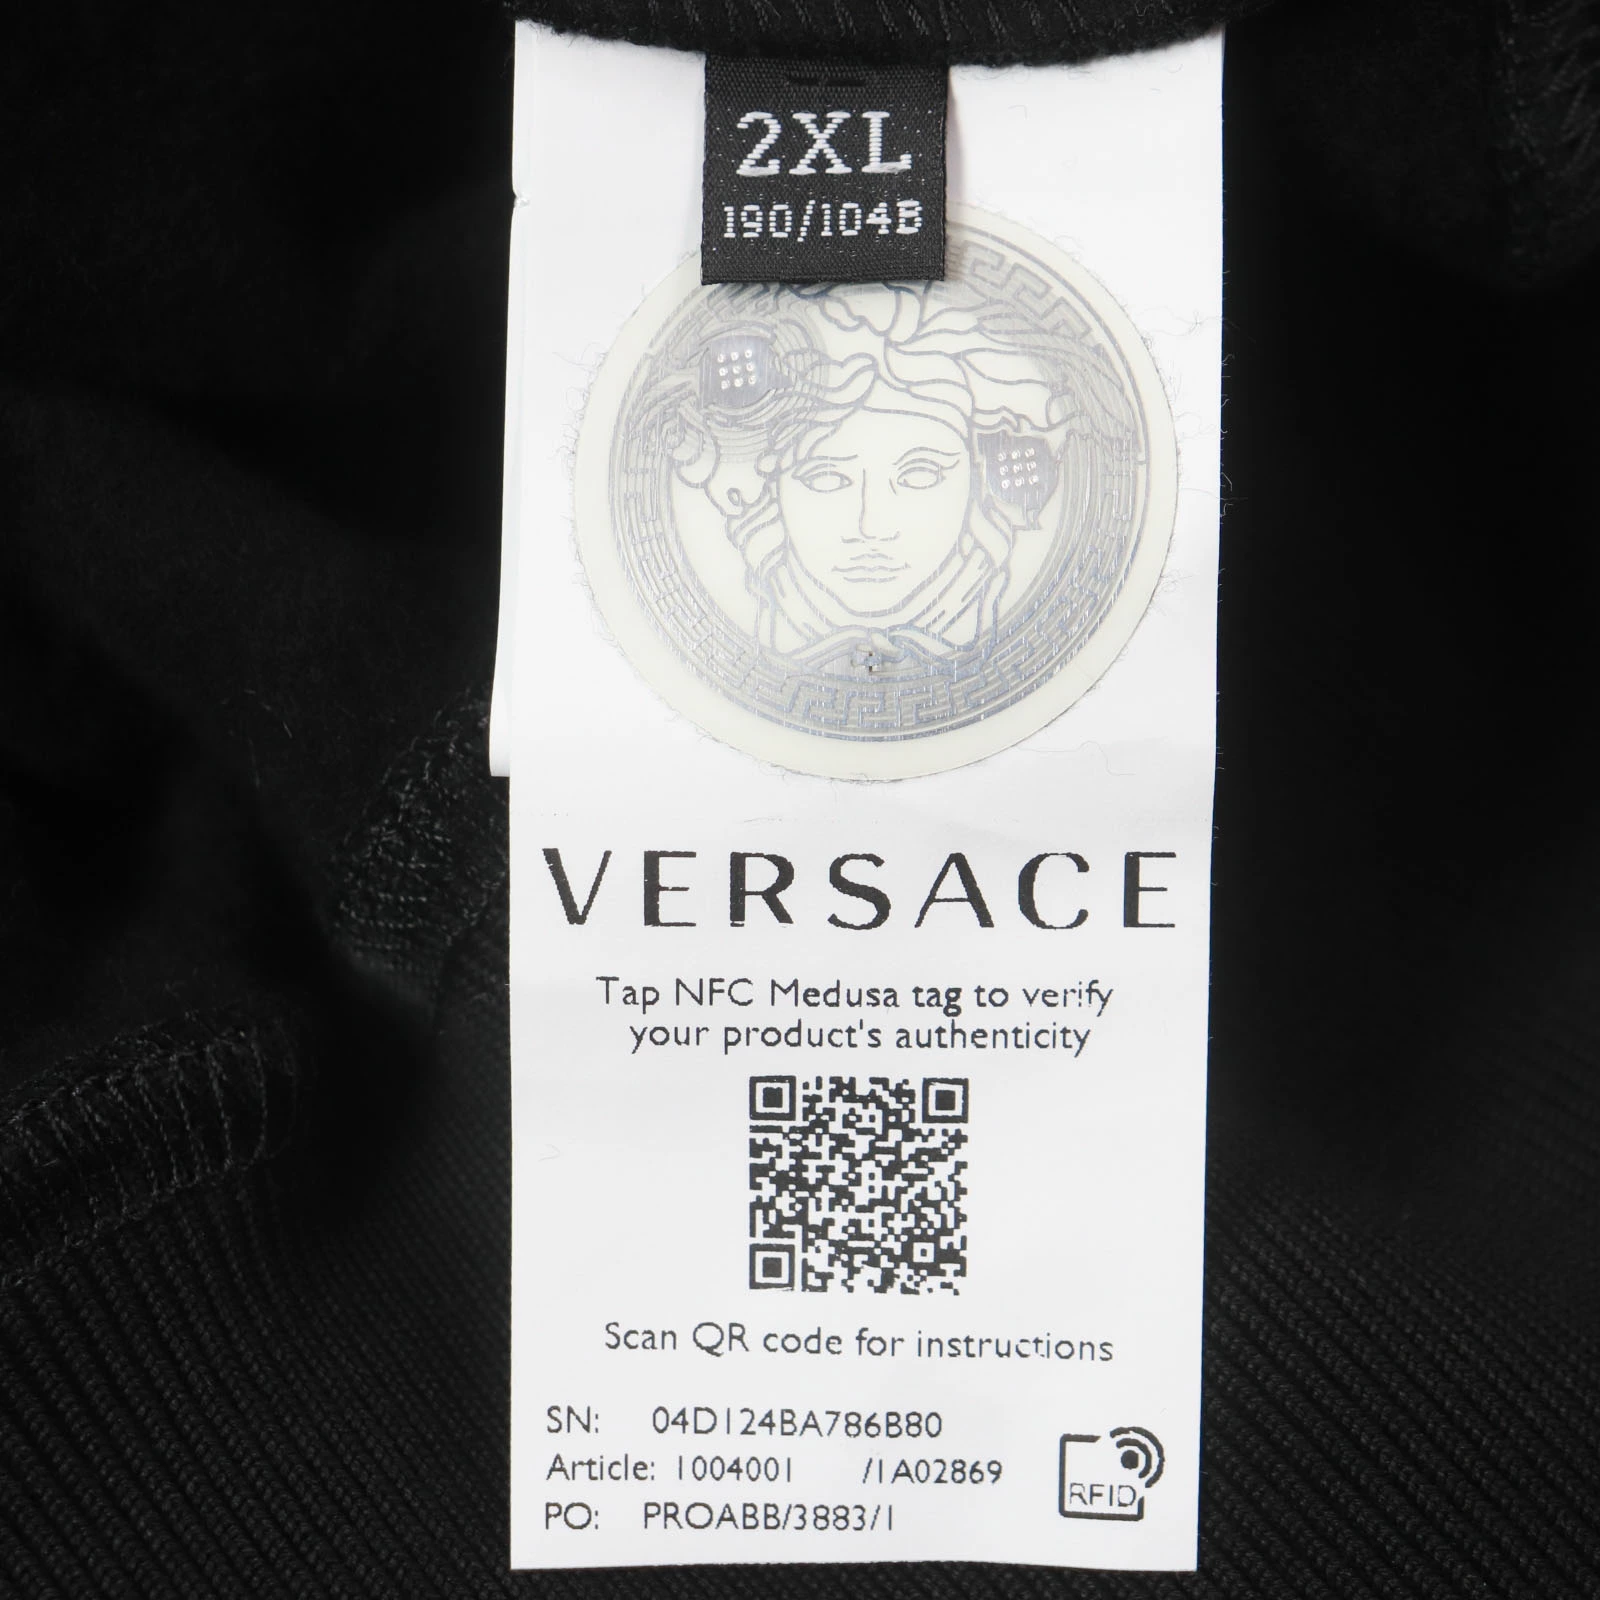 2XL
190/104B
VERSACE
Tap NFC Medusa tag to verify
your product's authenticity
Scan QR code for instructions
SN: 04D124BA786B80
Article: 1004001 /1A02869
PO: PROABB/3883/1
RFID